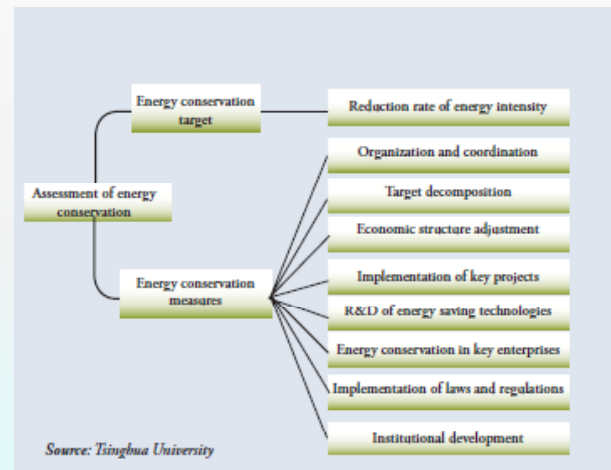 Energy conservation
target
Reduction rate of energy intensity
Organization and coordination
Target decomposition
Assessment of energy
conservation
Economic structure adjustment
Energy conservation
measures
Implementation of key projects
R&D of energy saving technologies
Energy conservation in key enterprises
Implementation of laws and regulations
Institutional development
Source: Tsinghua University